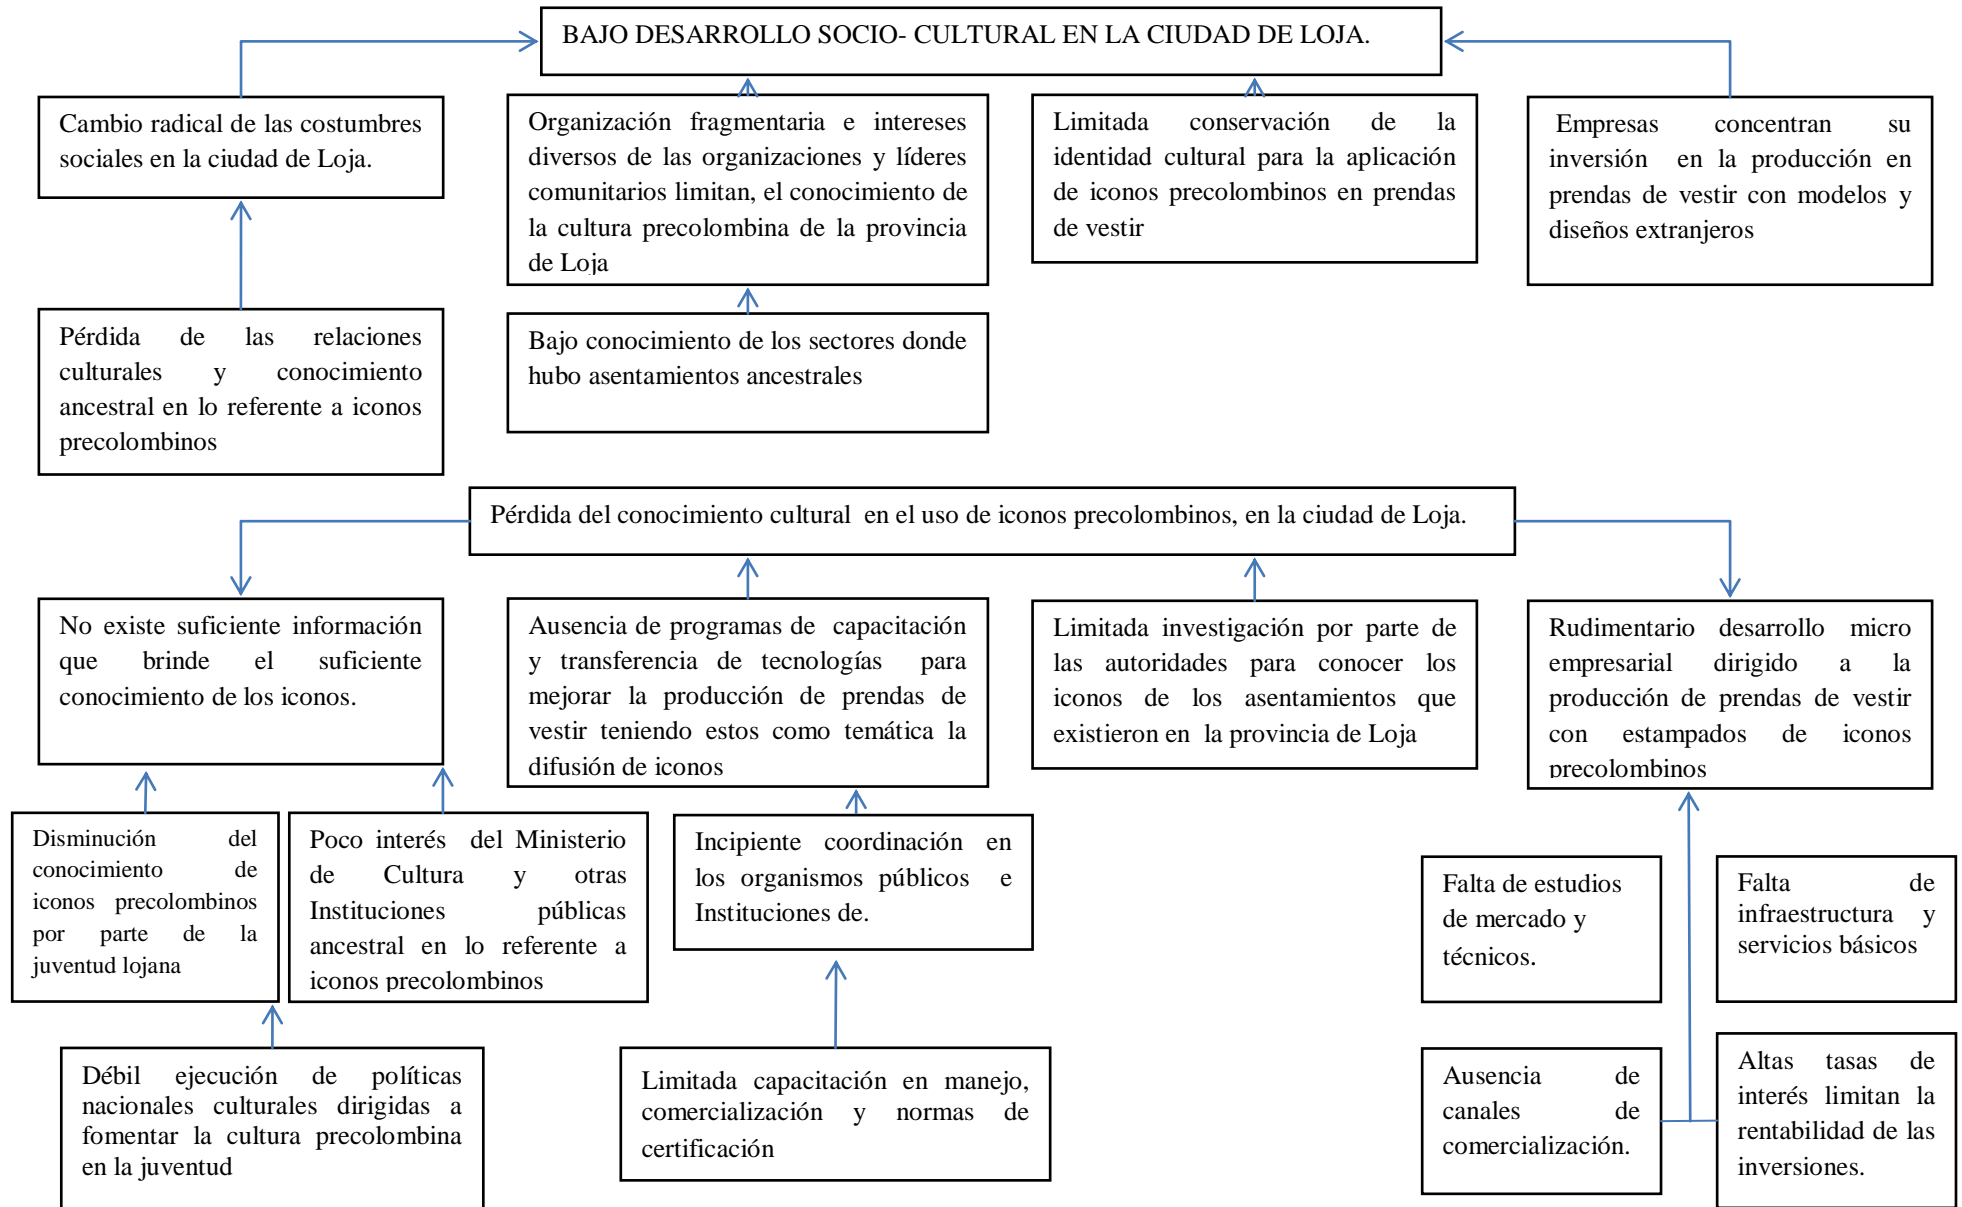 BAJO DESARROLLO SOCIO- CULTURAL EN LA CIUDAD DE LOJA.
Cambio radical de las costumbres
sociales en la ciudad de Loja.
Organización fragmentaria e intereses
diversos de las organizaciones y líderes
comunitarios limitan, el conocimiento de
la cultura precolombina de la provincia
de Loja
Limitada conservación de la
identidad cultural para la aplicación
de iconos precolombinos en prendas
de vestir
Empresas concentran su
inversión en la producción en
prendas de vestir con modelos y
diseños extranjeros
Pérdida de las relaciones
culturales y conocimiento
ancestral en lo referente a iconos
precolombinos
Bajo conocimiento de los sectores donde
hubo asentamientos ancestrales
Pérdida del conocimiento cultural en el uso de iconos precolombinos, en la ciudad de Loja.
No existe suficiente información
que brinde el suficiente
conocimiento de los iconos.
Ausencia de programas de capacitación
y transferencia de tecnologías para
mejorar la producción de prendas de
vestir teniendo estos como temática la
difusión de iconos
Limitada investigación por parte de
las autoridades para conocer los
iconos de los asentamientos que
existieron en la provincia de Loja
Rudimentario desarrollo micro
empresarial dirigido a la
producción de prendas de vestir
con estampados de iconos
precolombinos
Disminución del
conocimiento de
iconos precolombinos
por parte de la
juventud lojana
Poco interés del Ministerio
de Cultura y otras
Instituciones públicas
ancestral en lo referente a
iconos precolombinos
Incipiente coordinación en
los organismos públicos e
Instituciones de.
Falta de estudios
de mercado y
técnicos.
Falta de
infraestructura y
servicios básicos
Débil ejecución de políticas
nacionales culturales dirigidas a
fomentar la cultura precolombina
en la juventud
Limitada capacitación en manejo,
comercialización y normas de
certificación
Ausencia de
canales de
comercialización.
Altas tasas de
interés limitan la
rentabilidad de las
inversiones.